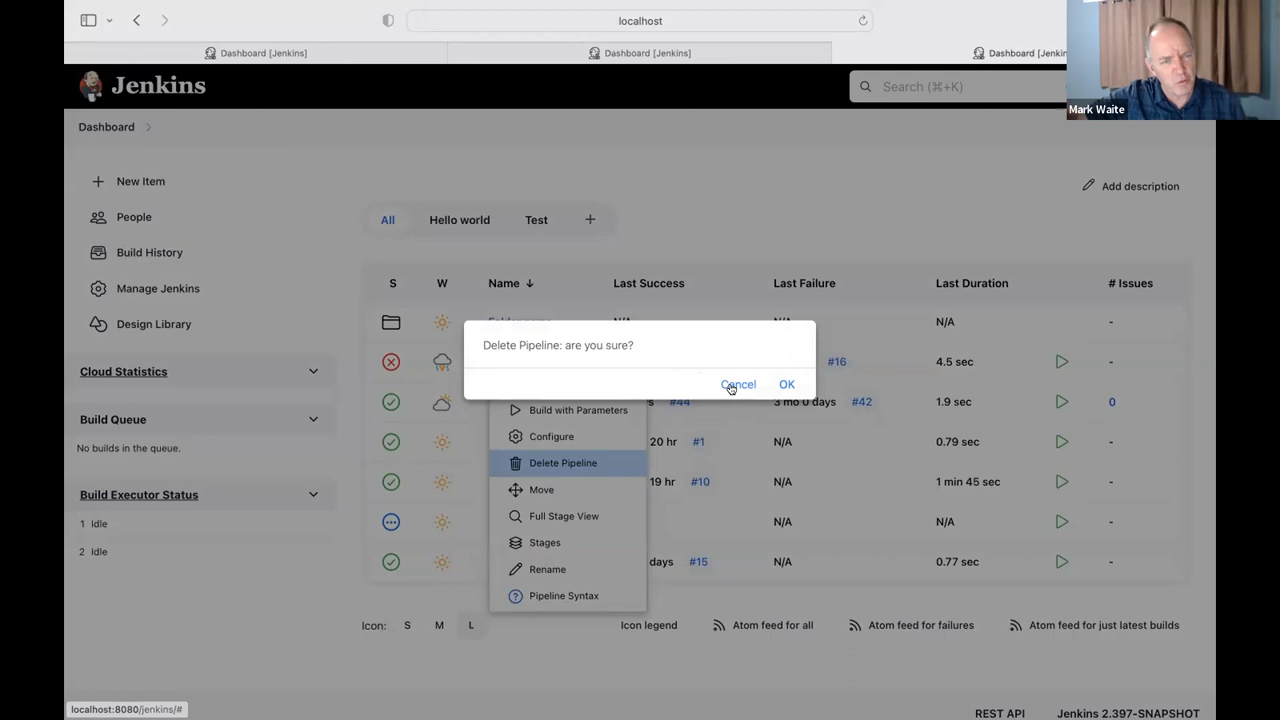 localhost
Dashboard [Jenkins]
Dashboard [Jenkins]
Dashboard [Jenkin
Jenkins
Search (⌘+K)
Mark Waite
Dashboard
New Item
People
Build History
Manage Jenkins
Design Library
Cloud Statistics
Build Queue
No builds in the queue.
Build Executor Status
1 Idle
2 Idle
Add description
All Hello world Test +
S W Name ↓ Last Success Last Failure Last Duration # Issues
N/A N/A N/A -
#16 4.5 sec -
s #44 3 mo 0 days #42 1.9 sec 0
20 hr #1 N/A 0.79 sec -
19 hr #10 N/A 1 min 45 sec -
N/A N/A -
days #15 N/A 0.77 sec -
Delete Pipeline: are you sure?
Cancel OK
Build with Parameters
Configure
Delete Pipeline
Move
Full Stage View
Stages
Rename
Pipeline Syntax
Icon: S M L
Icon legend
Atom feed for all
Atom feed for failures
Atom feed for just latest builds
localhost:8080/jenkins/#
REST API Jenkins 2.397-SNAPSHOT